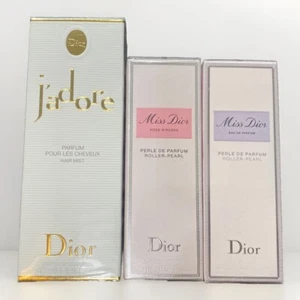 Dior
j'adore
PARFUM
POUR LES CHEVEUX
HAIR MIST
Dior
Miss Dior
ROSE N'ROSES
PERLE DE PARFUM
ROLLER-PEARL
Dior
Miss Dior
EAU DE PARFUM
PERLE DE PARFUM
ROLLER-PEARL
Dior